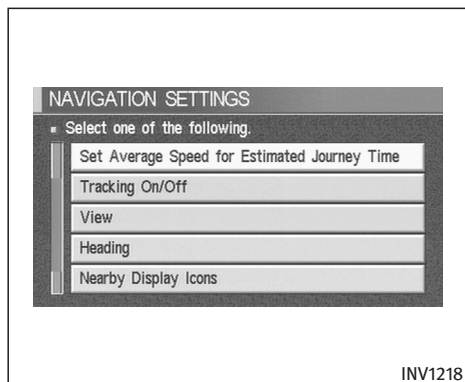 NAVIGATION SETTINGS
Select one of the following.
Set Average Speed for Estimated Journey Time
Tracking On/Off
View
Heading
Nearby Display Icons
INV1218